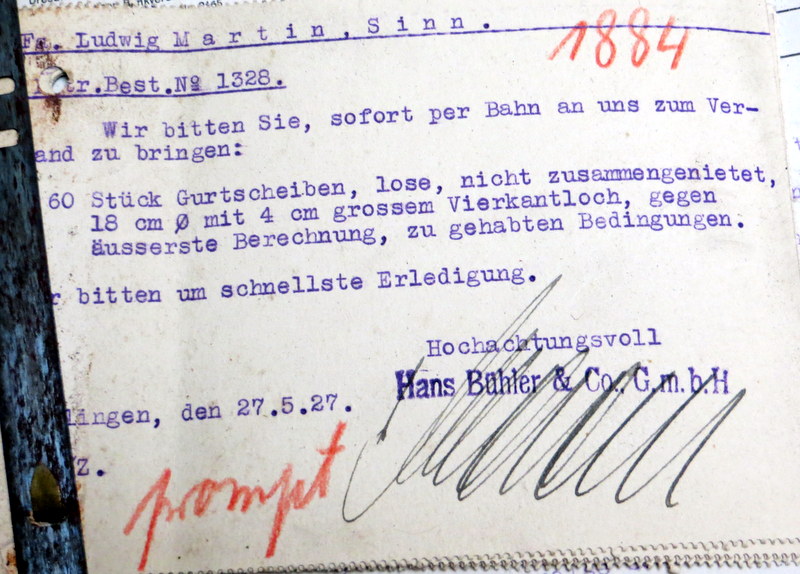 Fa. Ludwig Martin, Sinn.
1884
Btr.Best.Nº 1328.
Wir bitten Sie, sofort per Bahn an uns zum Ver-
and zu bringen:
60 Stück Gurtscheiben, lose, nicht zusammengenietet,
18 cm Ø mit 4 cm grossem Vierkantloch, gegen
äusserste Berechnung, zu gehabten Bedingungen.
r bitten um schnellste Erledigung.
Hochachtungsvoll
Hans Bühler & Co., G.m.b.H
lingen, den 27.5.27.
Z.
prompt